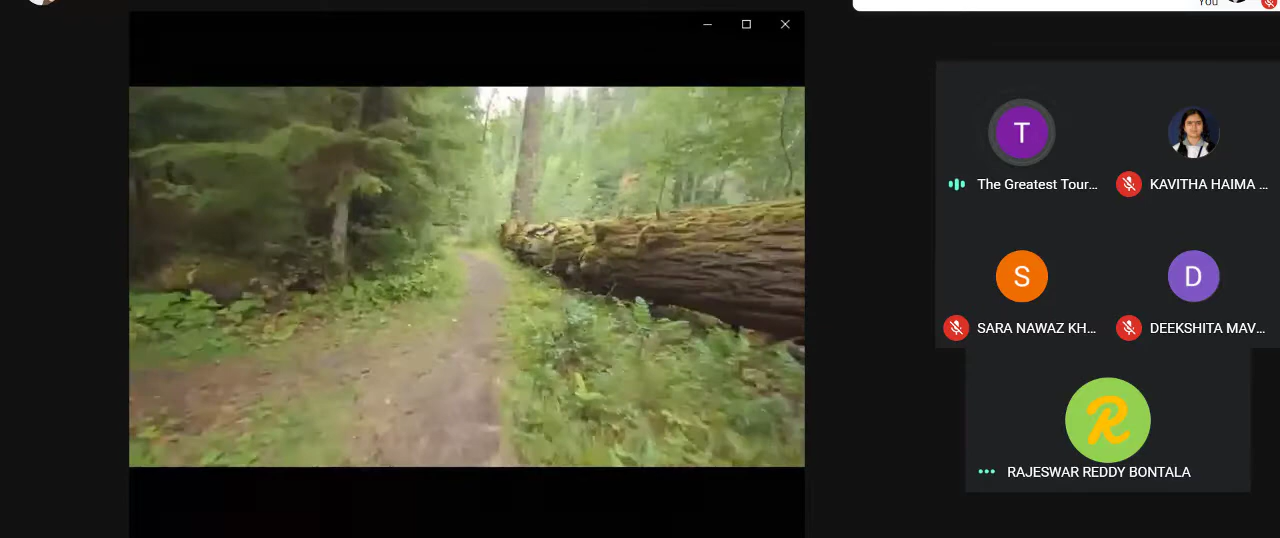 You
T
The Greatest Tour...
KAVITHA HAIMA ...
S
SARA NAWAZ KH...
D
DEEKSHITA MAV...
R
RAJESWAR REDDY BONTALA